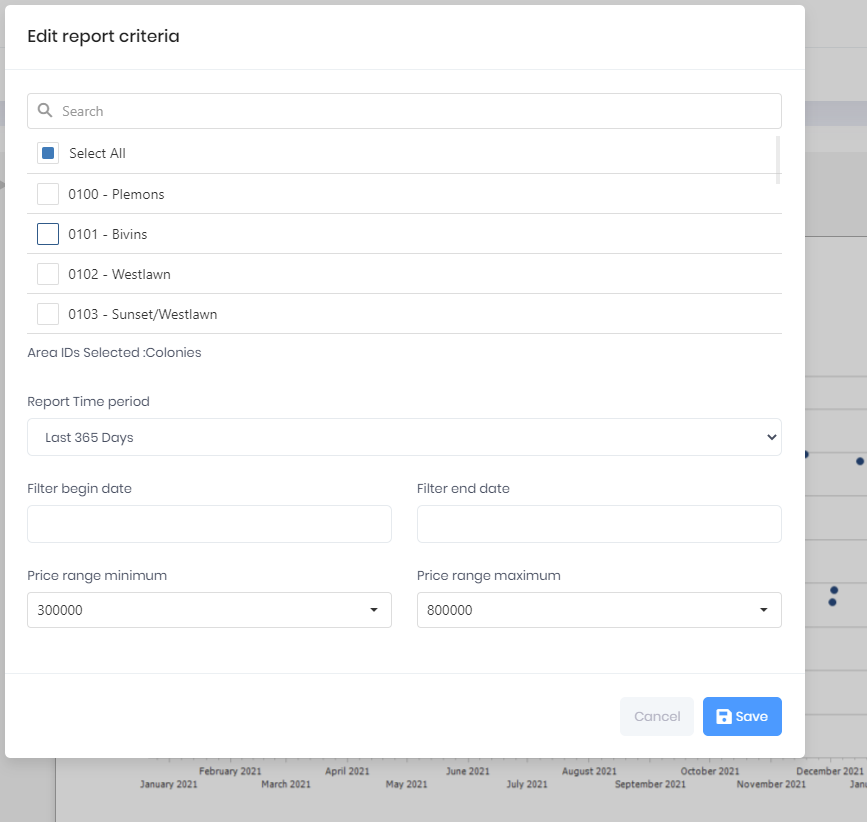 Edit report criteria
Search
Select All
0100 - Plemons
0101 - Bivins
0102 - Westlawn
0103 - Sunset/Westlawn
Area IDs Selected :Colonies
Report Time period
Last 365 Days
Filter begin date Filter end date
Price range minimum Price range maximum
300000 800000
Cancel Save
February 2021 April 2021 June 2021 August 2021 October 2021 December 2021
January 2021 March 2021 May 2021 July 2021 September 2021 November 2021